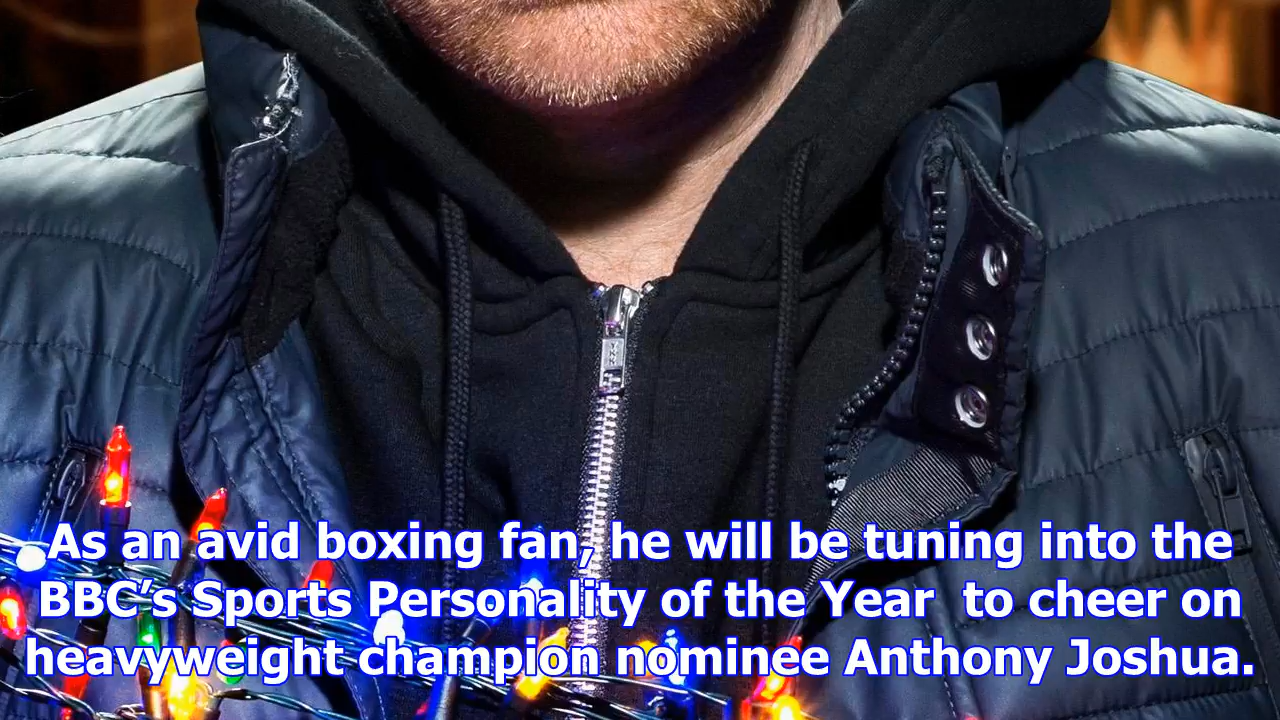 As an avid boxing fan, he will be tuning into the
BBC’s Sports Personality of the Year  to cheer on
heavyweight champion nominee Anthony Joshua.